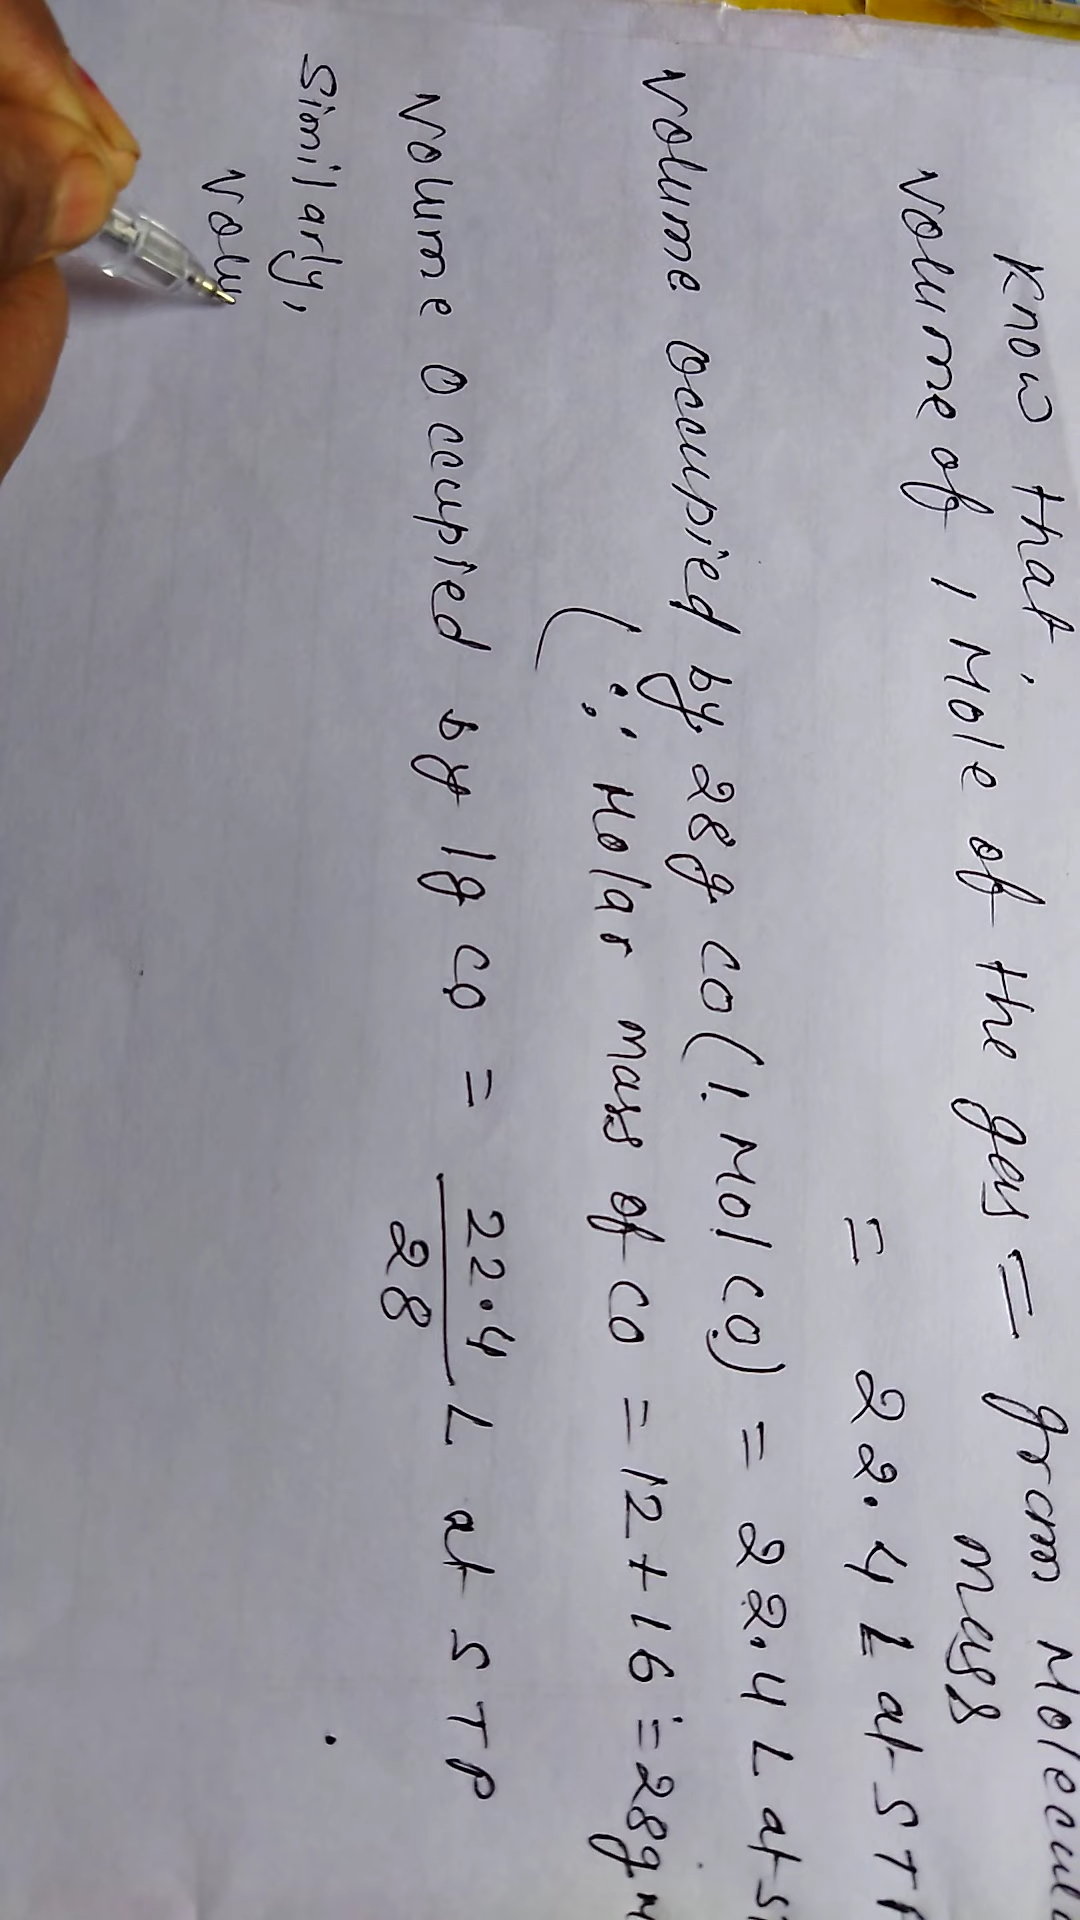 Know that
Volume of 1 Mole of the gas = gram Molecul
mass
= 22.4 L at STP
Volume occupied by 28g CO (1 Mol CO) = 22.4 L at S
(∵ Molar mass of CO = 12 + 16 = 28g M
Volume occupied by 1g CO = 22.4/28 L at STP
Similarly,
Volu